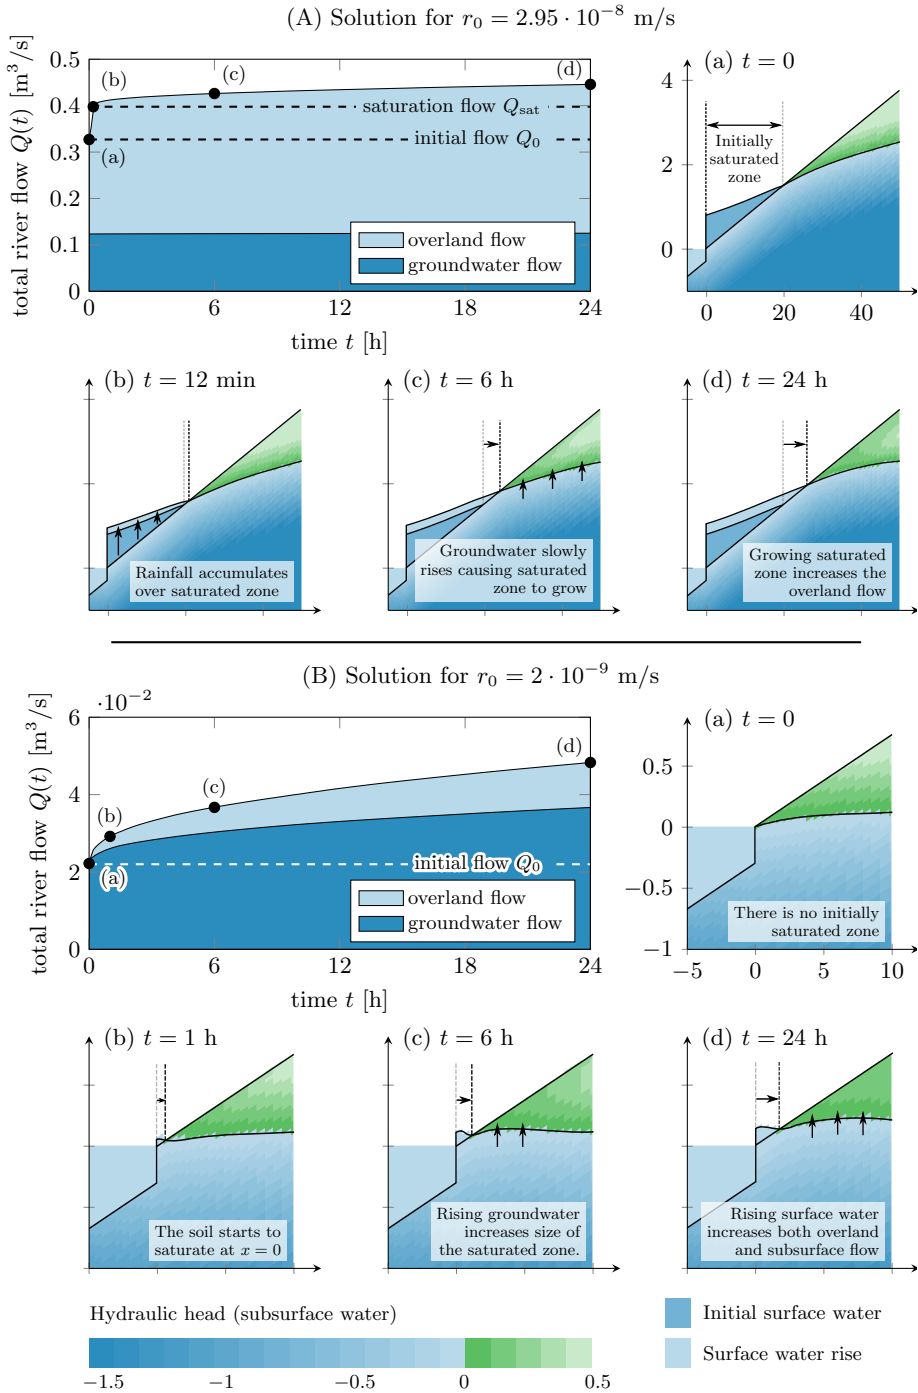 (A) Solution for r₀ = 2.95 · 10⁻⁸ m/s
total river flow Q(t) [m³/s]
0.5
0.4
0.3
0.2
0.1
0
(b)
(c)
(d)
saturation flow Q_sat
initial flow Q₀
(a)
overland flow
groundwater flow
0 6 12 18 24
time t [h]
(a) t = 0
4
2
0
Initially
saturated
zone
0 20 40
(b) t = 12 min
Rainfall accumulates
over saturated zone
(c) t = 6 h
Groundwater slowly
rises causing saturated
zone to grow
(d) t = 24 h
Growing saturated
zone increases the
overland flow
(B) Solution for r₀ = 2 · 10⁻⁹ m/s
·10⁻²
total river flow Q(t) [m³/s]
6
4
2
0
(b)
(c)
(d)
initial flow Q₀
(a)
overland flow
groundwater flow
0 6 12 18 24
time t [h]
(a) t = 0
0.5
0
−0.5
−1
There is no initially
saturated zone
−5 0 5 10
(b) t = 1 h
The soil starts to
saturate at x = 0
(c) t = 6 h
Rising groundwater
increases size of
the saturated zone.
(d) t = 24 h
Rising surface water
increases both overland
and subsurface flow
Hydraulic head (subsurface water)
−1.5 −1 −0.5 0 0.5
Initial surface water
Surface water rise